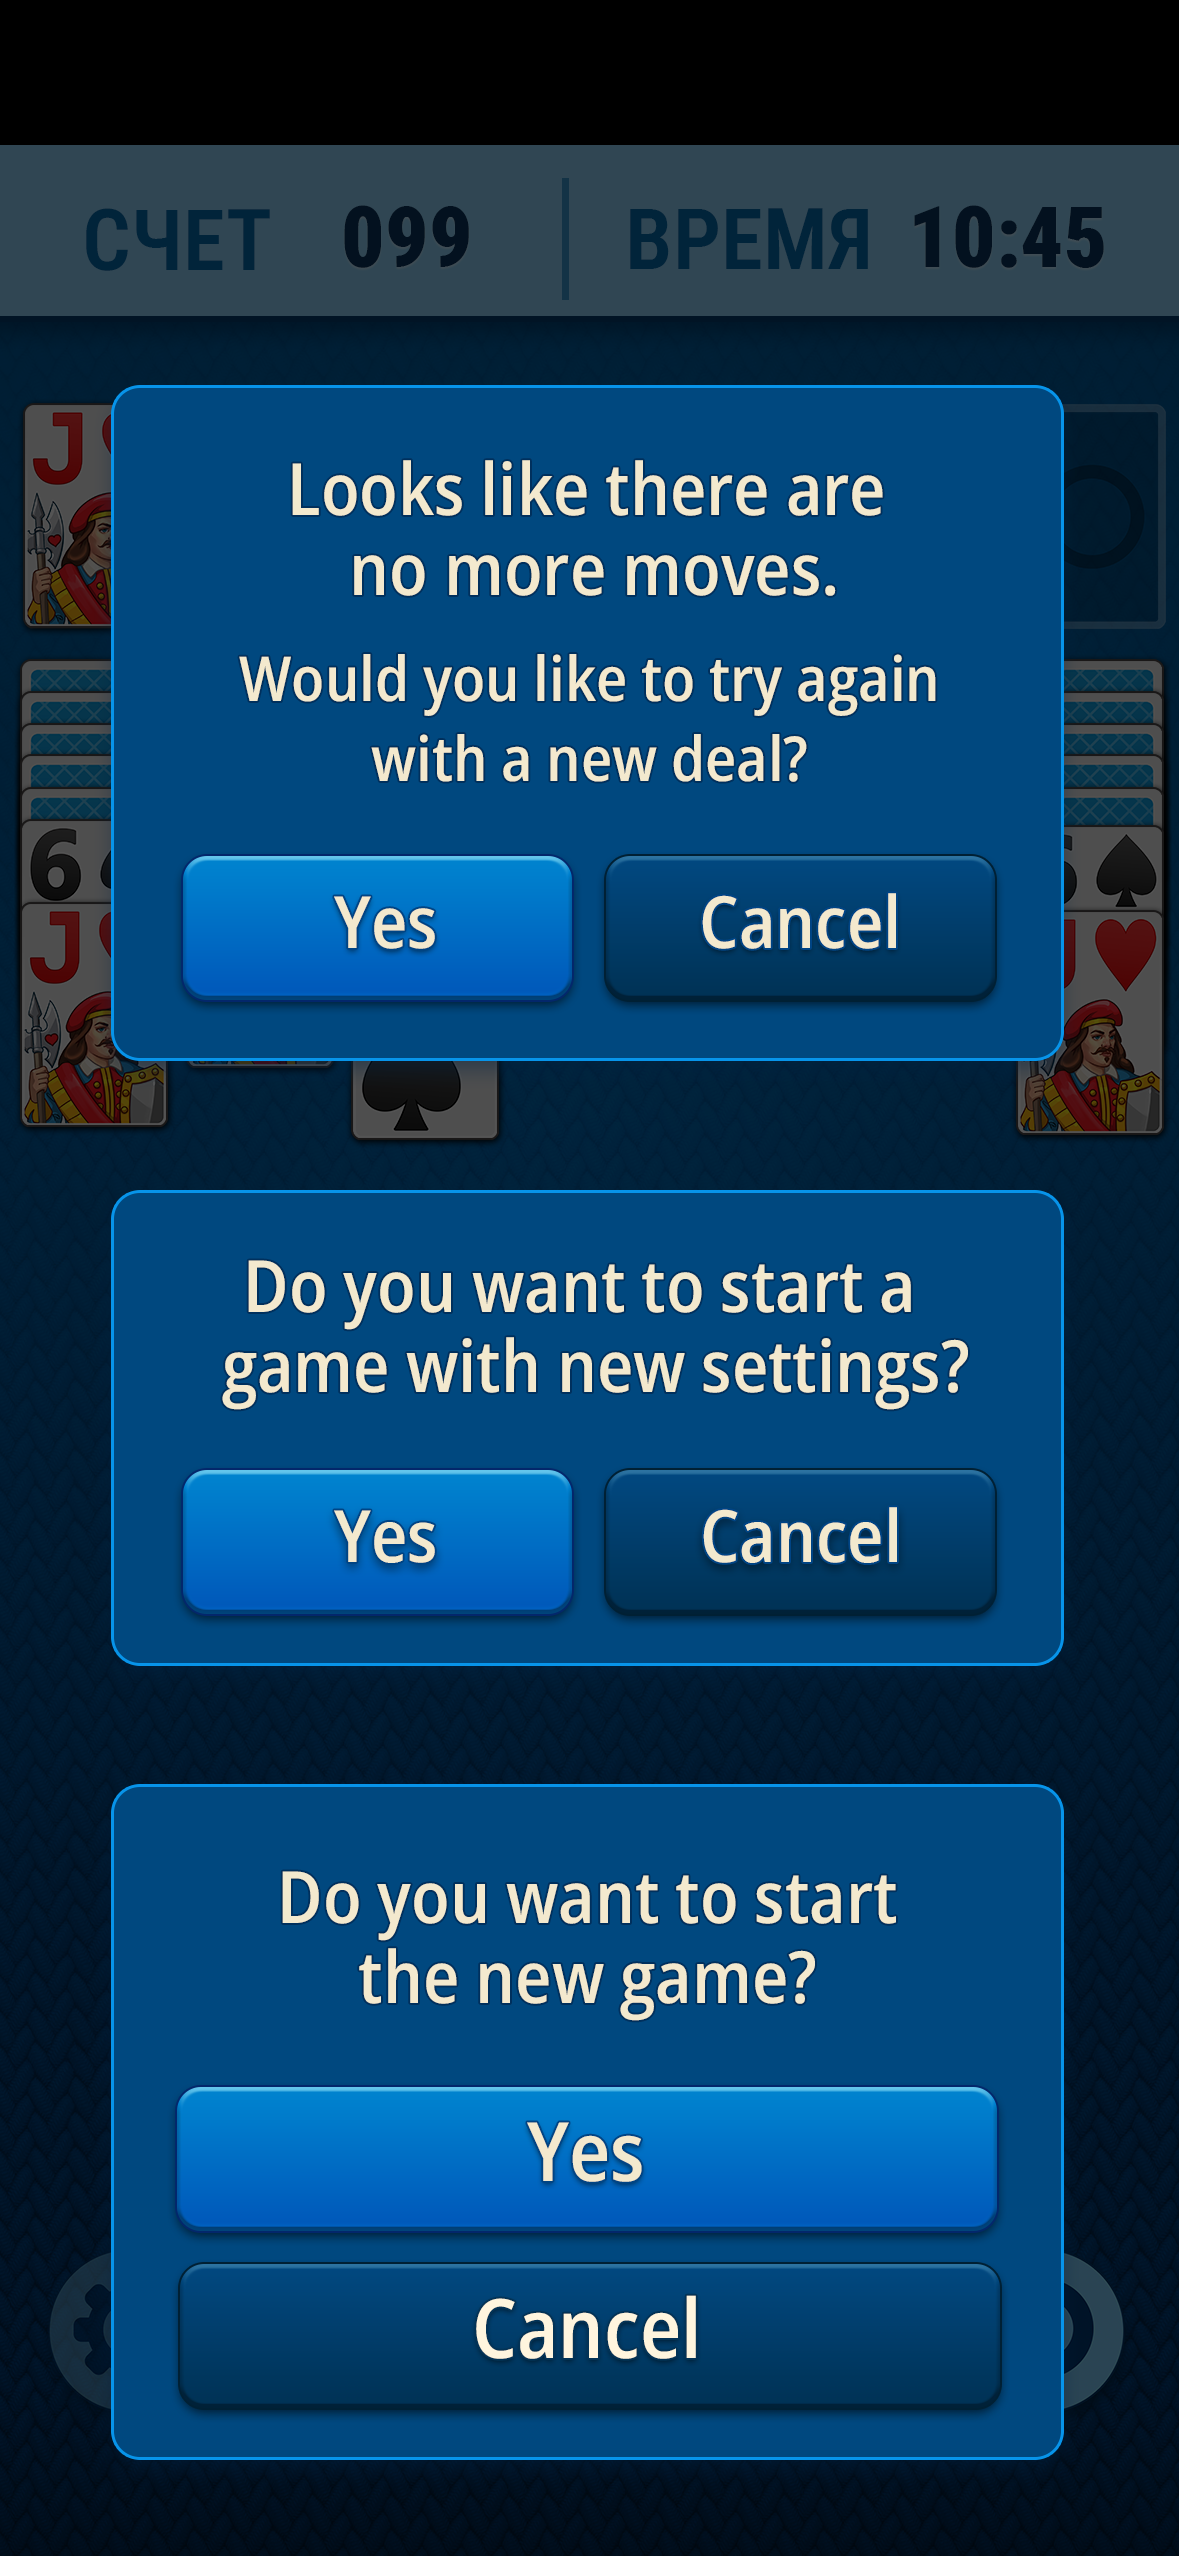 СЧЕТ 099 ВРЕМЯ 10:45
J
Looks like there are
no more moves.
Would you like to try again
with a new deal?
6
J
Yes Cancel
Do you want to start a
game with new settings?
Yes Cancel
Do you want to start
the new game?
Yes
Cancel